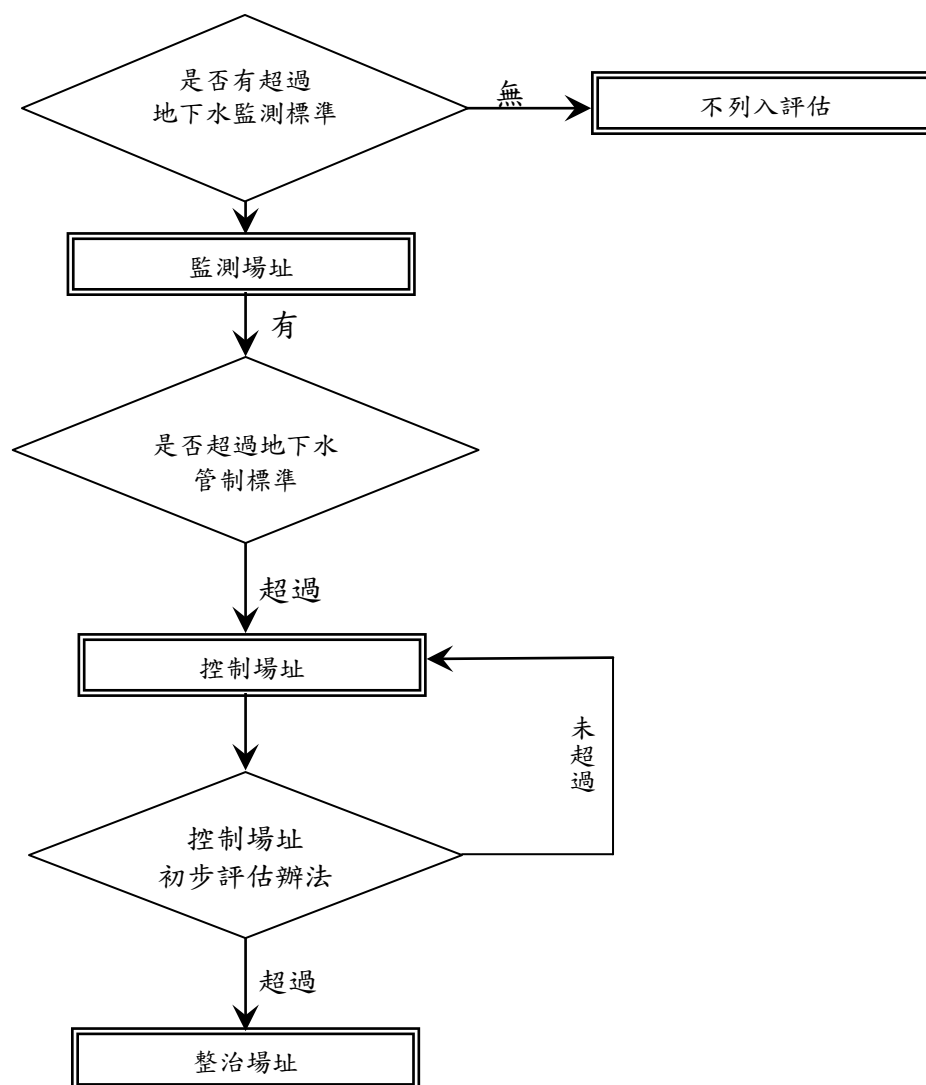 是否有超過
地下水監測標準
無
不列入評估
監測場址
有
是否超過地下水
管制標準
超過
控制場址
未超過
控制場址
初步評估辦法
超過
整治場址